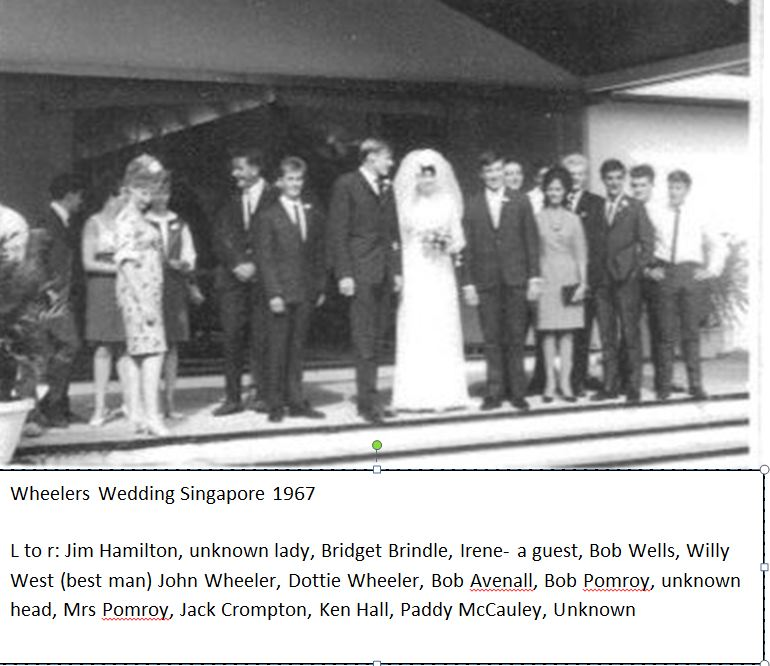 Wheelers Wedding Singapore 1967
L to r: Jim Hamilton, unknown lady, Bridget Brindle, Irene- a guest, Bob Wells, Willy
West (best man) John Wheeler, Dottie Wheeler, Bob Avenall, Bob Pomroy, unknown
head, Mrs Pomroy, Jack Crompton, Ken Hall, Paddy McCauley, Unknown